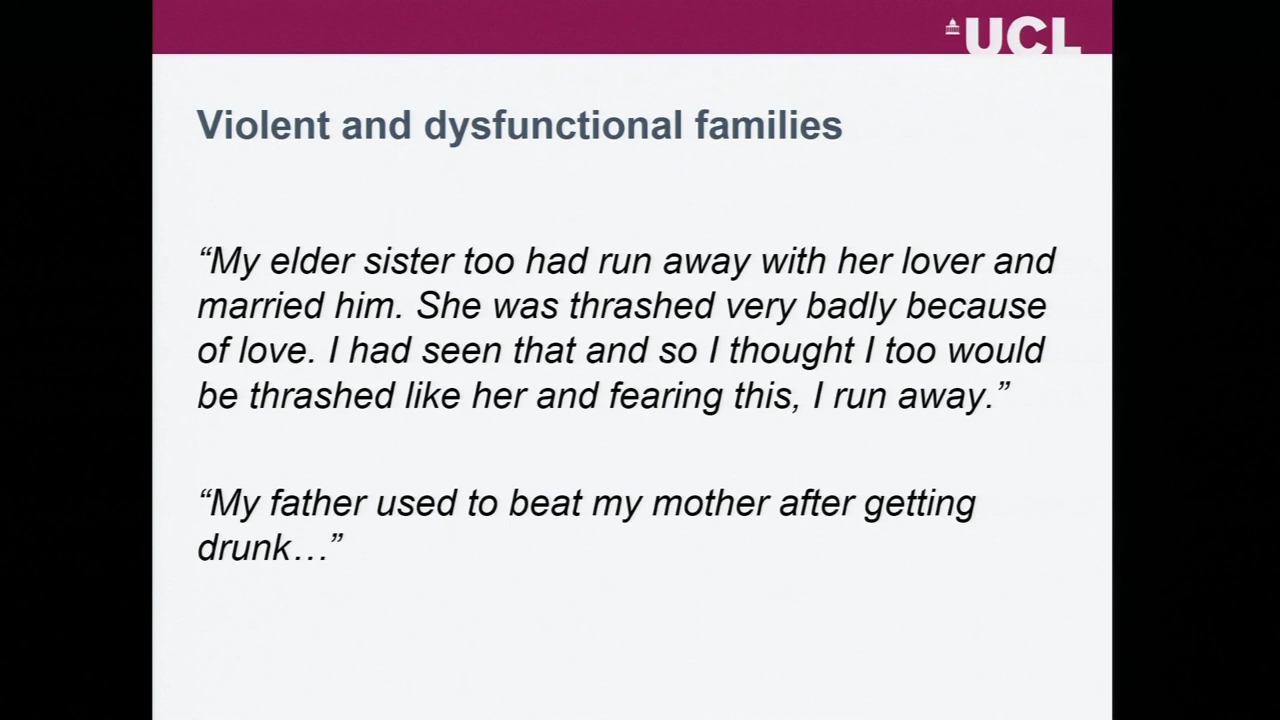 UCL
Violent and dysfunctional families
“My elder sister too had run away with her lover and
married him. She was thrashed very badly because
of love. I had seen that and so I thought I too would
be thrashed like her and fearing this, I run away.”
“My father used to beat my mother after getting
drunk…”